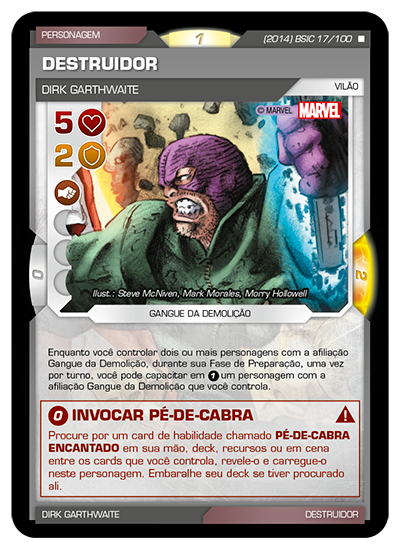 PERSONAGEM
1
(2014) BSIC 17/100
DESTRUIDOR
DIRK GARTHWAITE
VILÃO
5
© MARVEL MARVEL
2
0
2
Ilust.: Steve McNiven, Mark Morales, Morry Hollowell
GANGUE DA DEMOLIÇÃO
Enquanto você controlar dois ou mais personagens com a afiliação
Gangue da Demolição, durante sua Fase de Preparação, uma vez
por turno, você pode capacitar em 1 um personagem com a
afiliação Gangue da Demolição que você controla.
0 INVOCAR PÉ-DE-CABRA
Procure por um card de habilidade chamado PÉ-DE-CABRA
ENCANTADO em sua mão, deck, recursos ou em cena
entre os cards que você controla, revele-o e carregue-o
neste personagem. Embaralhe seu deck se tiver procurado
ali.
DIRK GARTHWAITE
DESTRUIDOR